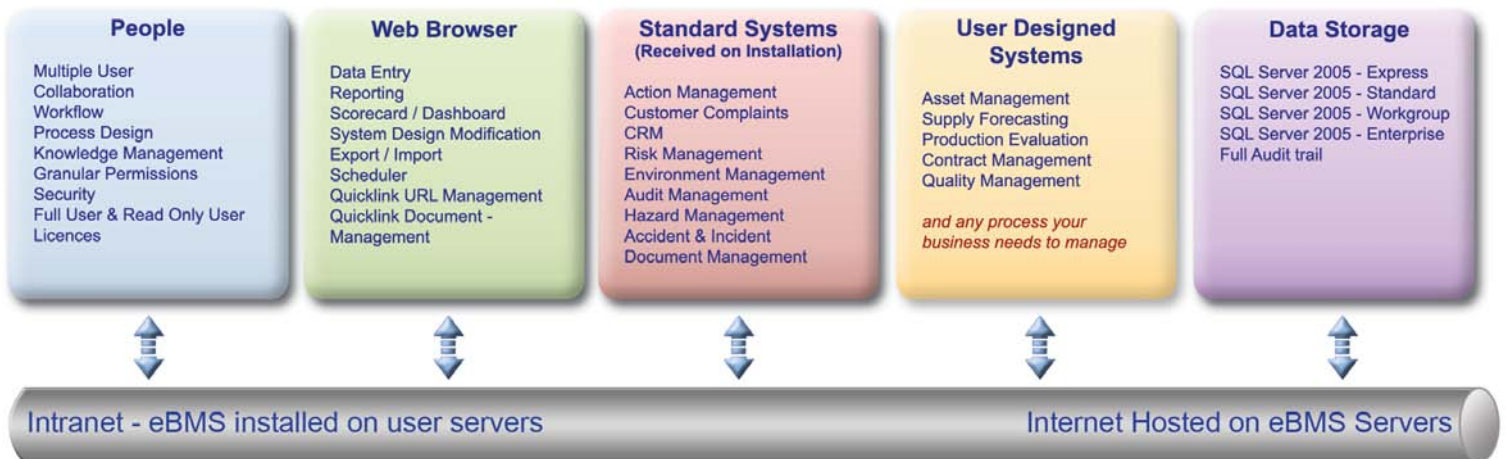 People
Multiple User
Collaboration
Workflow
Process Design
Knowledge Management
Granular Permissions
Security
Full User & Read Only User
Licences
Web Browser
Data Entry
Reporting
Scorecard / Dashboard
System Design Modification
Export / Import
Scheduler
Quicklink URL Management
Quicklink Document -
Management
Standard Systems
(Received on Installation)
Action Management
Customer Complaints
CRM
Risk Management
Environment Management
Audit Management
Hazard Management
Accident & Incident
Document Management
User Designed
Systems
Asset Management
Supply Forecasting
Production Evaluation
Contract Management
Quality Management
and any process your
business needs to manage
Data Storage
SQL Server 2005 - Express
SQL Server 2005 - Standard
SQL Server 2005 - Workgroup
SQL Server 2005 - Enterprise
Full Audit trail
Intranet - eBMS installed on user servers
Internet Hosted on eBMS Servers